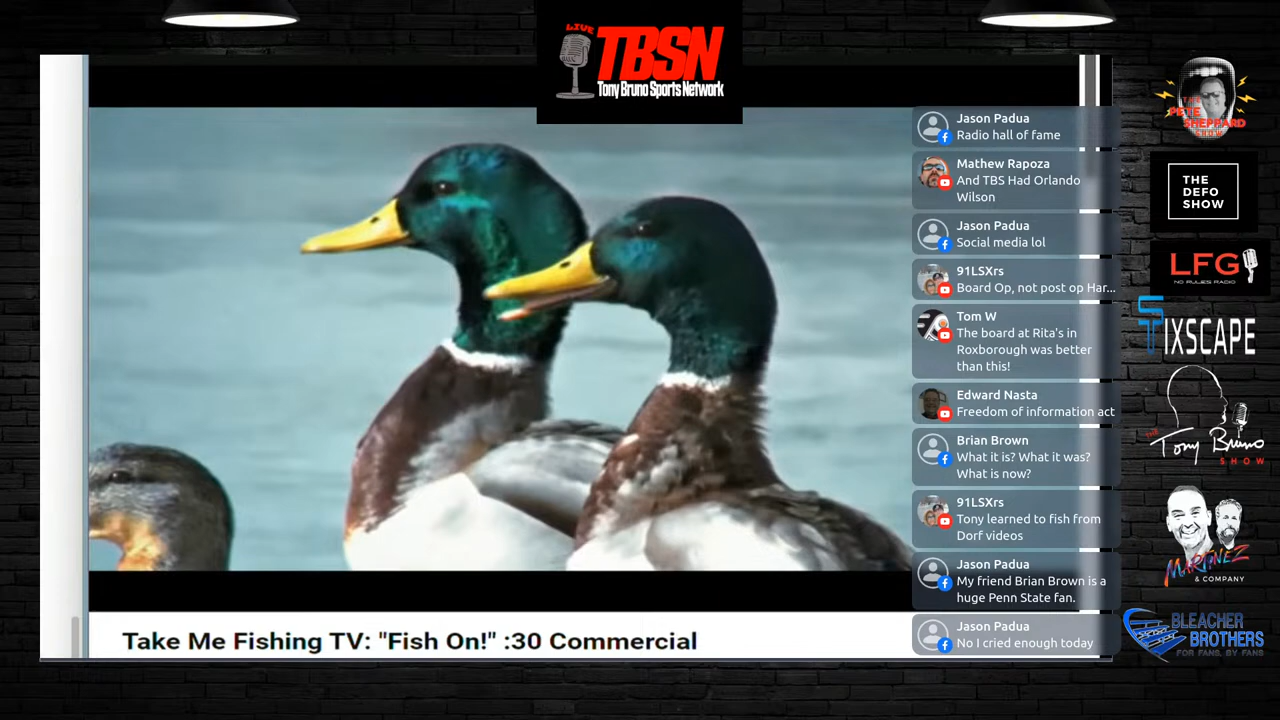 LIVE
TBSN
Tony Bruno Sports Network
Jason Padua
Radio hall of fame
Mathew Rapoza
And TBS Had Orlando
Wilson
Jason Padua
Social media lol
91LSXrs
Board Op, not post op Har...
Tom W
The board at Rita's in
Roxborough was better
than this!
Edward Nasta
Freedom of information act
Brian Brown
What it is? What it was?
What is now?
91LSXrs
Tony learned to fish from
Dorf videos
Jason Padua
My friend Brian Brown is a
huge Penn State fan.
Jason Padua
No I cried enough today
Take Me Fishing TV: "Fish On!" :30 Commercial
THE
PETE
SHEPPARD
SHOW
THE
DEFO
SHOW
LFG
NO RULES RADIO
STIXSCAPE
THE
Tony Bruno
SHOW
MARTINEZ
& COMPANY
BLEACHER
BROTHERS
FOR FANS, BY FANS